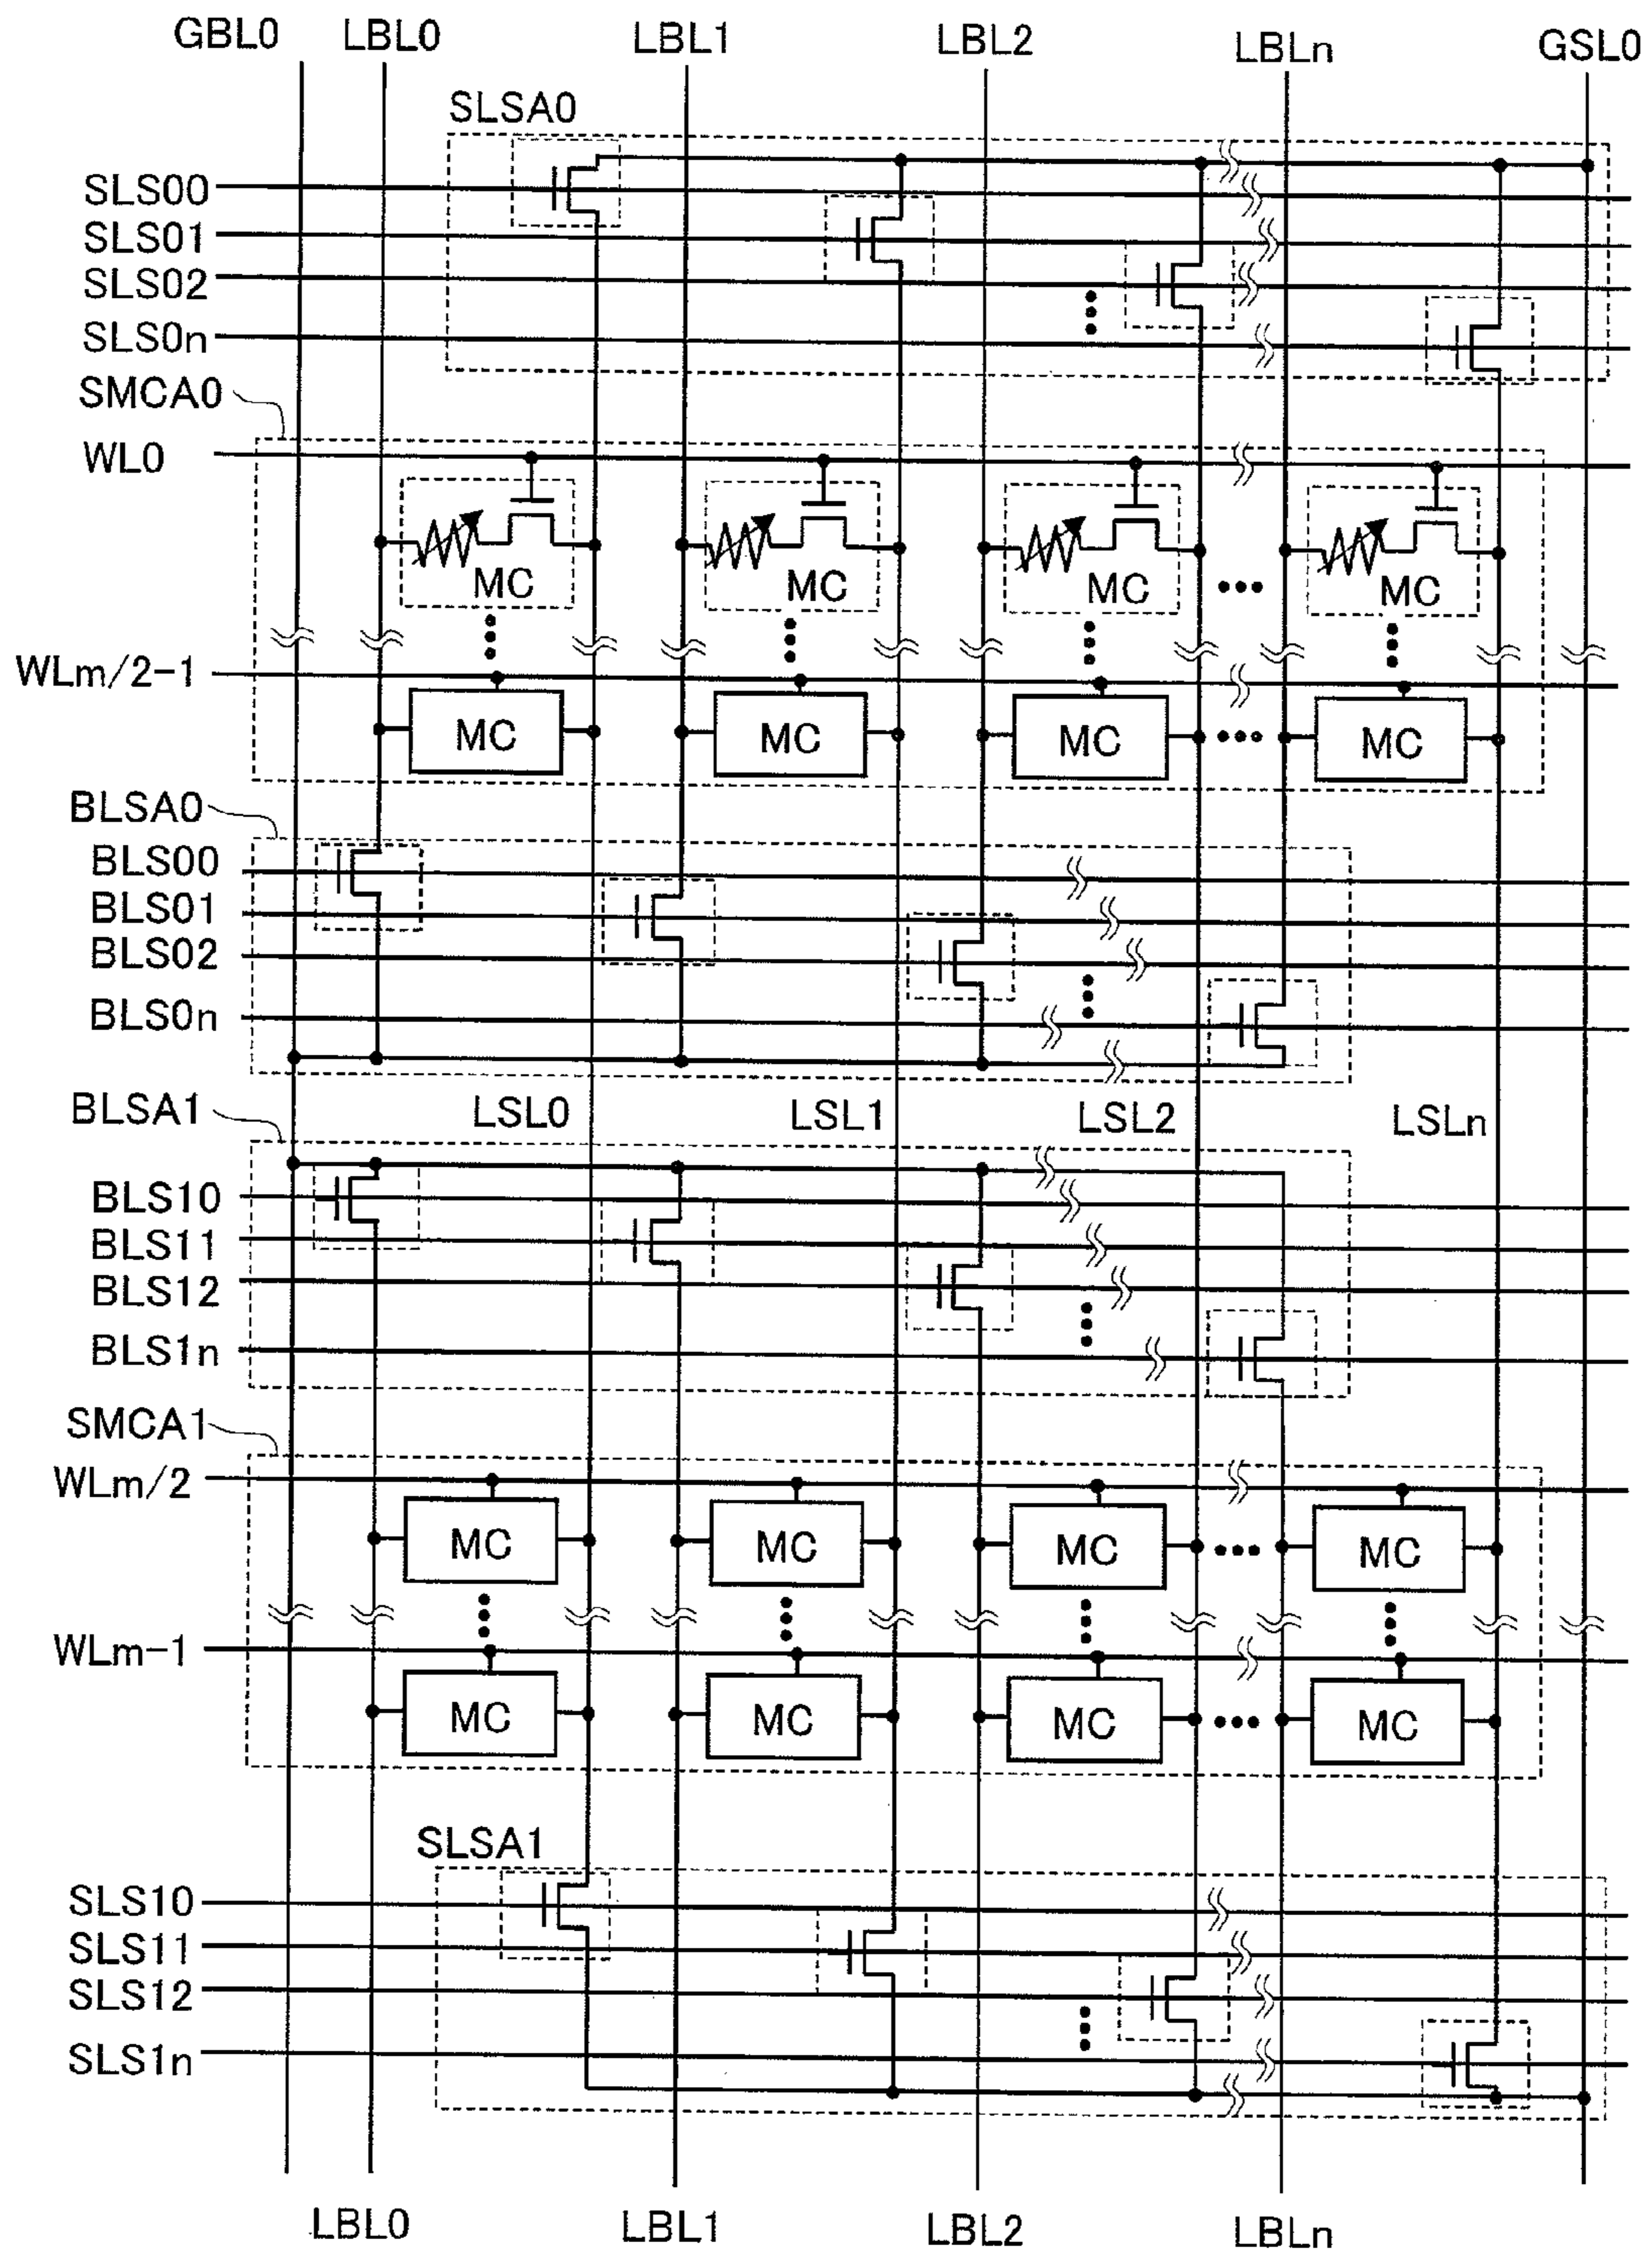 GBL0 LBL0 LBL1 LBL2 LBLn GSL0
SLSA0
SLS00
SLS01
SLS02
SLS0n
SMCA0
WL0
MC MC MC MC
WLm/2-1
MC MC MC MC
BLSA0
BLS00
BLS01
BLS02
BLS0n
BLSA1 LSL0 LSL1 LSL2 LSLn
BLS10
BLS11
BLS12
BLS1n
SMCA1
WLm/2
MC MC MC MC
WLm-1
MC MC MC MC
SLSA1
SLS10
SLS11
SLS12
SLS1n
LBL0 LBL1 LBL2 LBLn